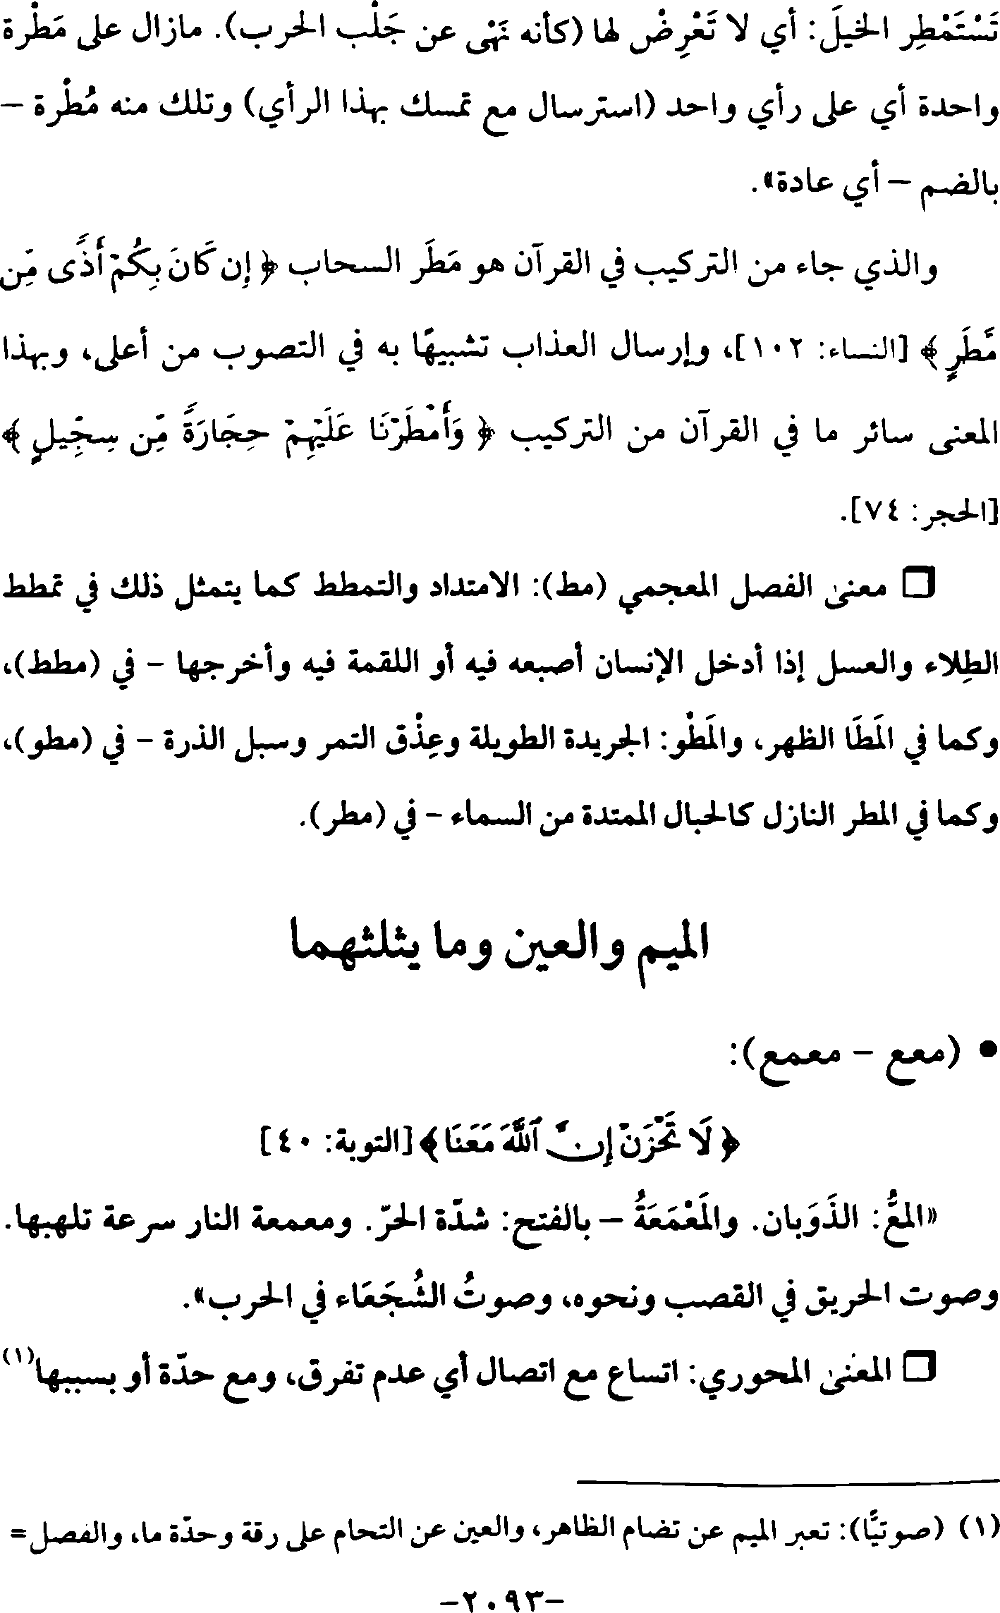 تَسْتَمْطِر الخيلَ: أي لا تَعْرِضْ لها (كأنه نَهْى عن جَلْب الحرب). مازال على مَطْرة
واحدة أي على رأي واحد (استرسال مع تمسك بهذا الرأي) وتلك منه مُطْرة –
بالضم – أي عادة».
والذي جاء من التركيب في القرآن هو مَطَر السحاب ﴿ إِن كَانَ بِكُمْ أَذًى مِّن
مَّطَرٍ ﴾ [النساء: ١٠٢]، وإرسال العذاب تشبيهًا به في التصوب من أعلى، وبهذا
المعنى سائر ما في القرآن من التركيب ﴿ وَأَمْطَرْنَا عَلَيْهِمْ حِجَارَةً مِّن سِجِّيلٍ ﴾
[الحجر: ٧٤].
❐ معنى الفصل المعجمي (مط): الامتداد والتمطط كما يتمثل ذلك في تمطط
الطِلاء والعسل إذا أدخل الإنسان أصبعه فيه أو اللقمة فيه وأخرجها – في (مطط)،
وكما في المَطَا الظهر، والمَطْو: الجريدة الطويلة وعِذْق التمر وسبل الذرة – في (مطو)،
وكما في المطر النازل كالحبال الممتدة من السماء – في (مطر).
الميم والعين وما يثلثهما
• (معع – معمع):
﴿ لَا تَحْزَنْ إِنَّ ٱللَّهَ مَعَنَا﴾ [التوبة: ٤٠]
«المعُّ: الذَوَبان. والمَعْمَعَةُ – بالفتح: شدّة الحرّ. ومعمعة النار سرعة تلهبها.
وصوت الحريق في القصب ونحوه، وصوتُ الشُجَعَاء في الحرب».
❐ المعنى المحوري: اتساع مع اتصال أي عدم تفرق، ومع حدّة أو بسببها(١)
(١) (صوتيًّا): تعبر الميم عن تضام الظاهر، والعين عن التحام على رقة وحدّة ما، والفصل=
-٢٠٩٣-